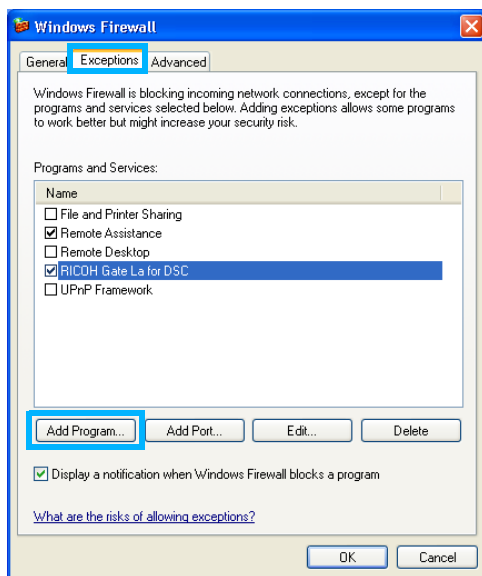 Windows Firewall
General Exceptions Advanced
Windows Firewall is blocking incoming network connections, except for the
programs and services selected below. Adding exceptions allows some programs
to work better but might increase your security risk.
Programs and Services:
Name
File and Printer Sharing
Remote Assistance
Remote Desktop
RICOH Gate La for DSC
UPnP Framework
Add Program... Add Port... Edit... Delete
Display a notification when Windows Firewall blocks a program
What are the risks of allowing exceptions?
OK Cancel